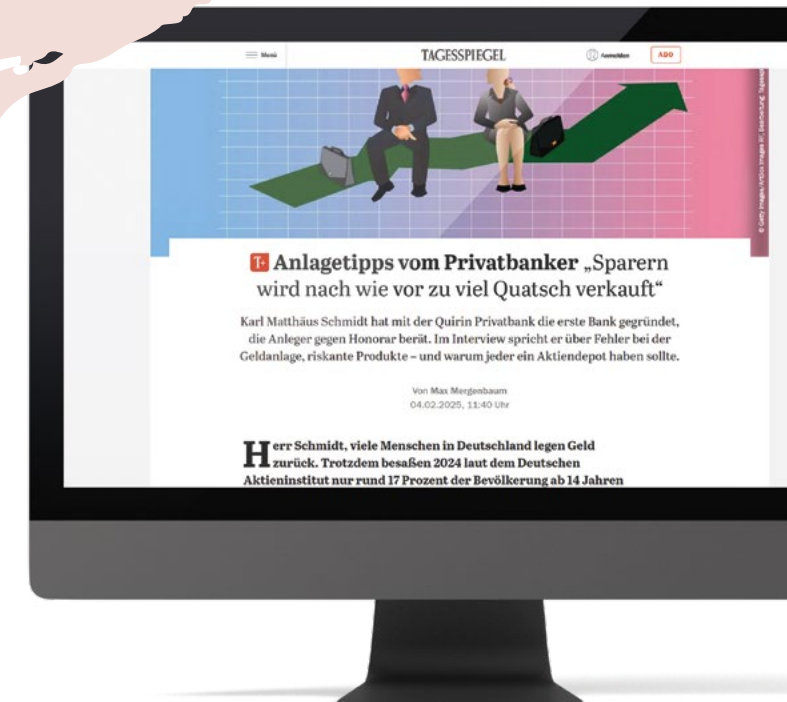 Menü
TAGESSPIEGEL
Anmelden
ABO
T+ Anlagetipps vom Privatbanker „Sparern
wird nach wie vor zu viel Quatsch verkauft“
Karl Matthäus Schmidt hat mit der Quirin Privatbank die erste Bank gegründet,
die Anleger gegen Honorar berät. Im Interview spricht er über Fehler bei der
Geldanlage, riskante Produkte – und warum jeder ein Aktiendepot haben sollte.
Von Max Mergenbaum
04.02.2025, 11:40 Uhr
Herr Schmidt, viele Menschen in Deutschland legen Geld
zurück. Trotzdem besaßen 2024 laut dem Deutschen
Aktieninstitut nur rund 17 Prozent der Bevölkerung ab 14 Jahren